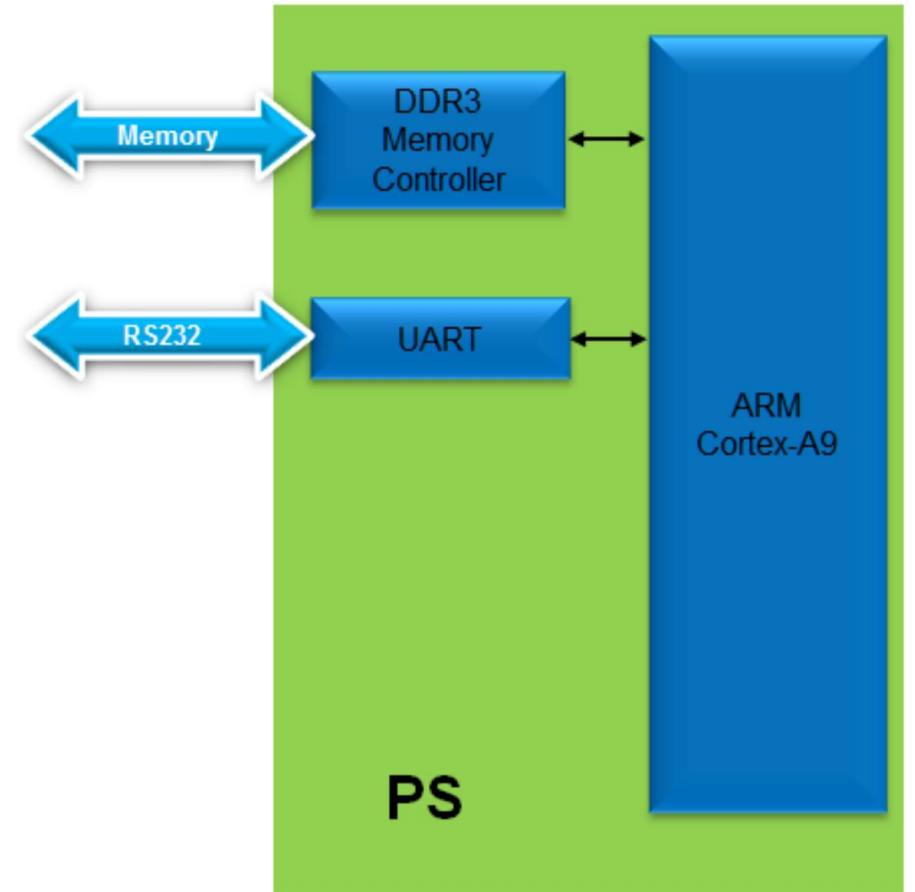 Memory
DDR3
Memory
Controller
RS232
UART
ARM
Cortex-A9
PS